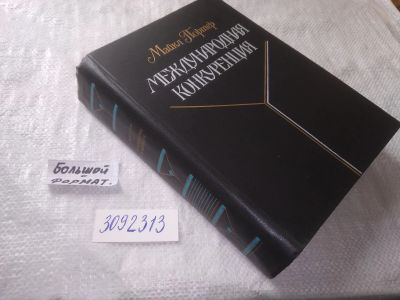 Майкл Портер
МЕЖДУНАРОДНАЯ
КОНКУРЕНЦИЯ
БОЛЬШОЙ
ФОРМАТ.
3092313